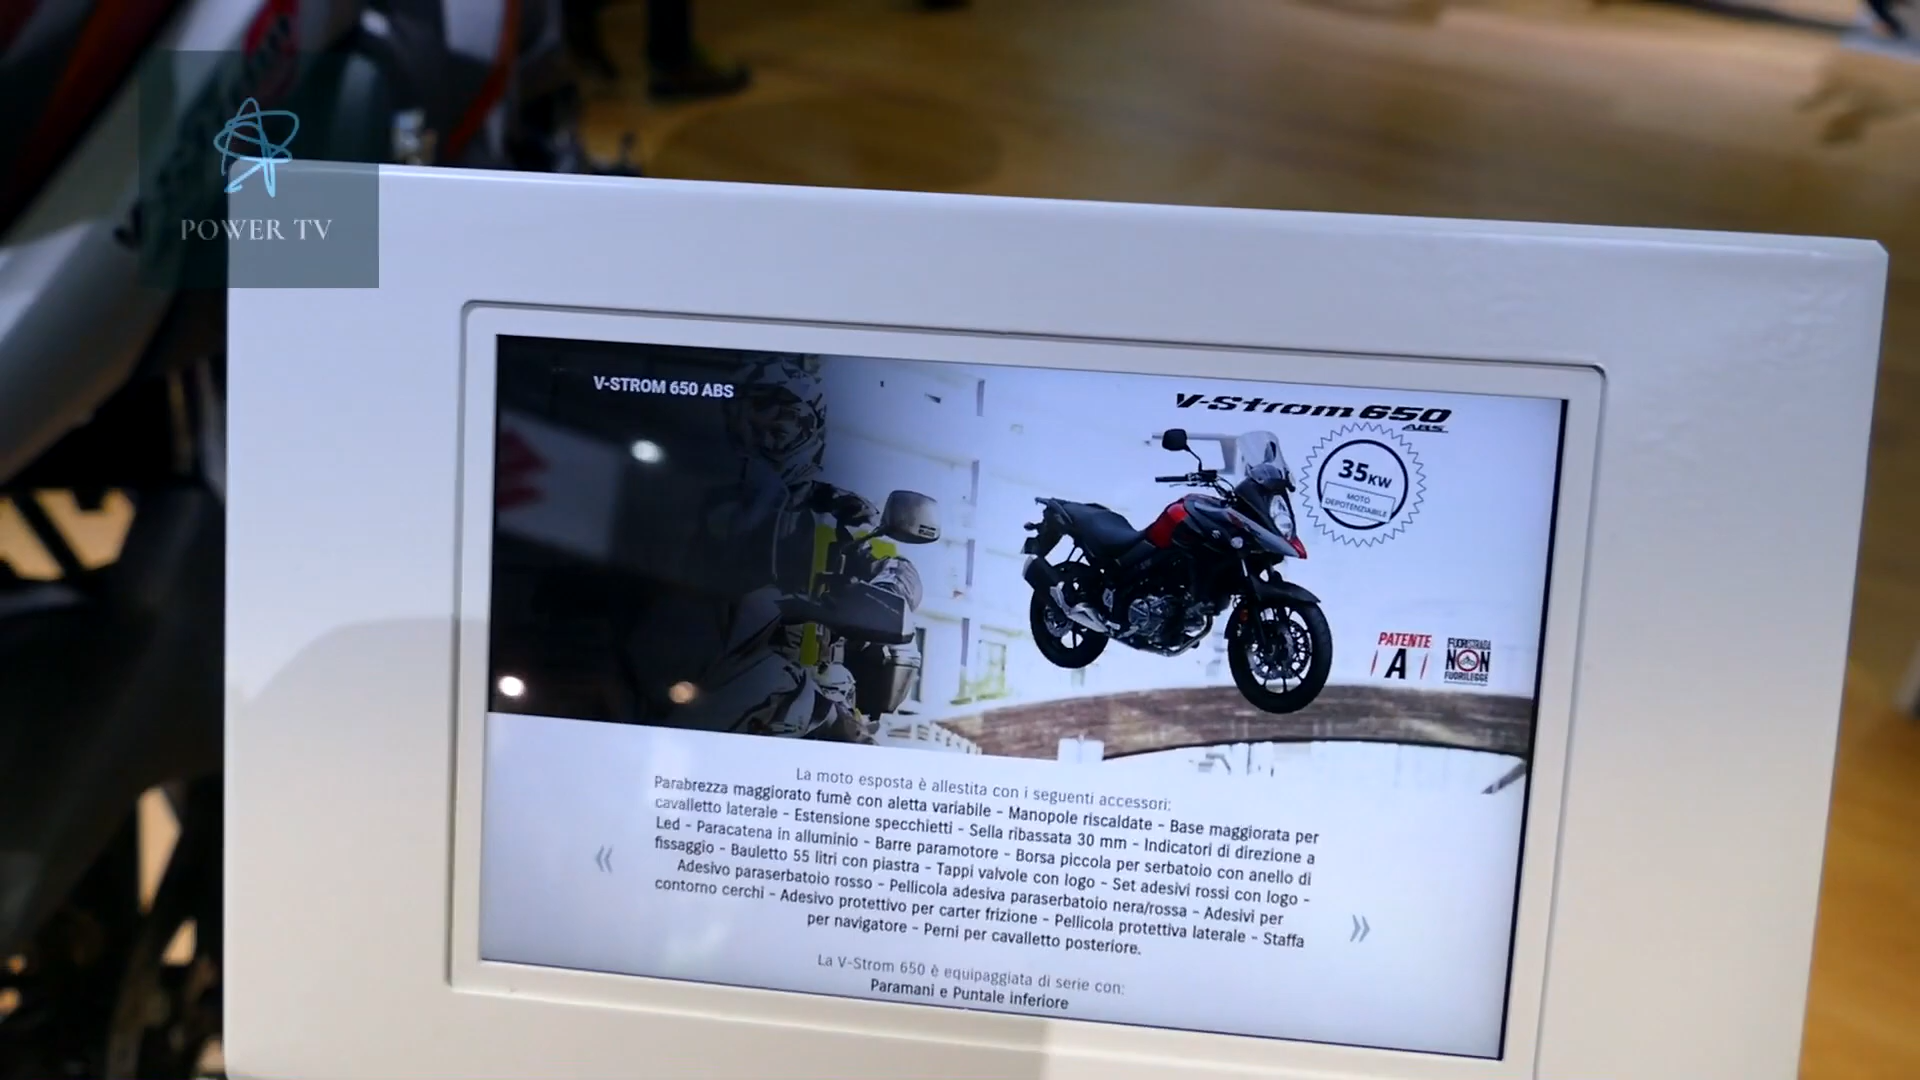 POWER TV
V-STROM 650 ABS
V-Strom 650
ABS
35KW
MOTO
DEPOTENZIABILE
PATENTE
A
FUORISTRADA
NON
FUORILEGGE
La moto esposta è allestita con i seguenti accessori:
Parabrezza maggiorato fumè con aletta variabile - Manopole riscaldate - Base maggiorata per
cavalletto laterale - Estensione specchietti - Sella ribassata 30 mm - Indicatori di direzione a
Led - Paracatena in alluminio - Barre paramotore - Borsa piccola per serbatoio con anello di
fissaggio - Bauletto 55 litri con piastra - Tappi valvole con logo - Set adesivi rossi con logo -
Adesivo paraserbatoio rosso - Pellicola adesiva paraserbatoio nera/rossa - Adesivi per
contorno cerchi - Adesivo protettivo per carter frizione - Pellicola protettiva laterale - Staffa
per navigatore - Perni per cavalletto posteriore.
« »
La V-Strom 650 è equipaggiata di serie con:
Paramani e Puntale inferiore